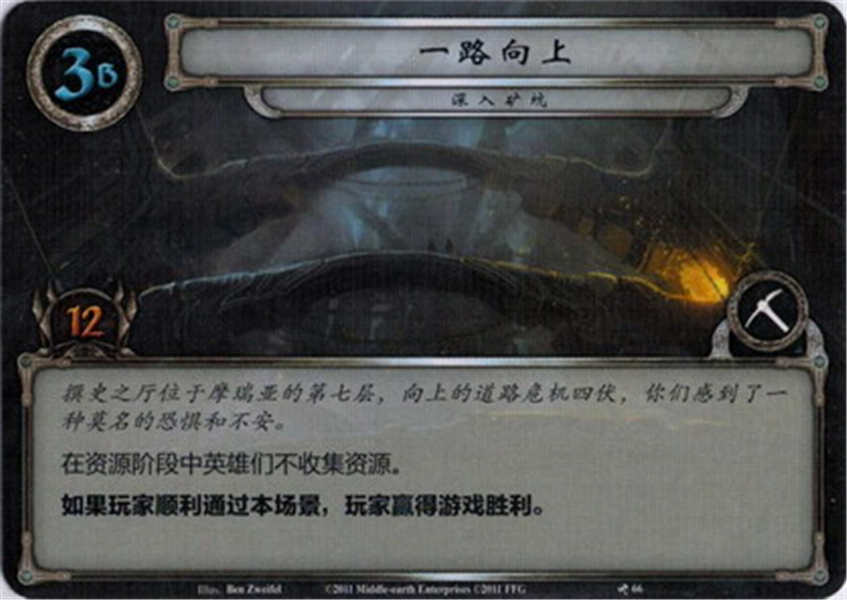 3B
一路向上
深入矿坑
12
撰史之厅位于摩瑞亚的第七层，向上的道路危机四伏，你们感到了一
种莫名的恐惧和不安。
在资源阶段中英雄们不收集资源。
如果玩家顺利通过本场景，玩家赢得游戏胜利。
Illus. Ben Zweifel ©2011 Middle-earth Enterprises ©2011 FFG 66